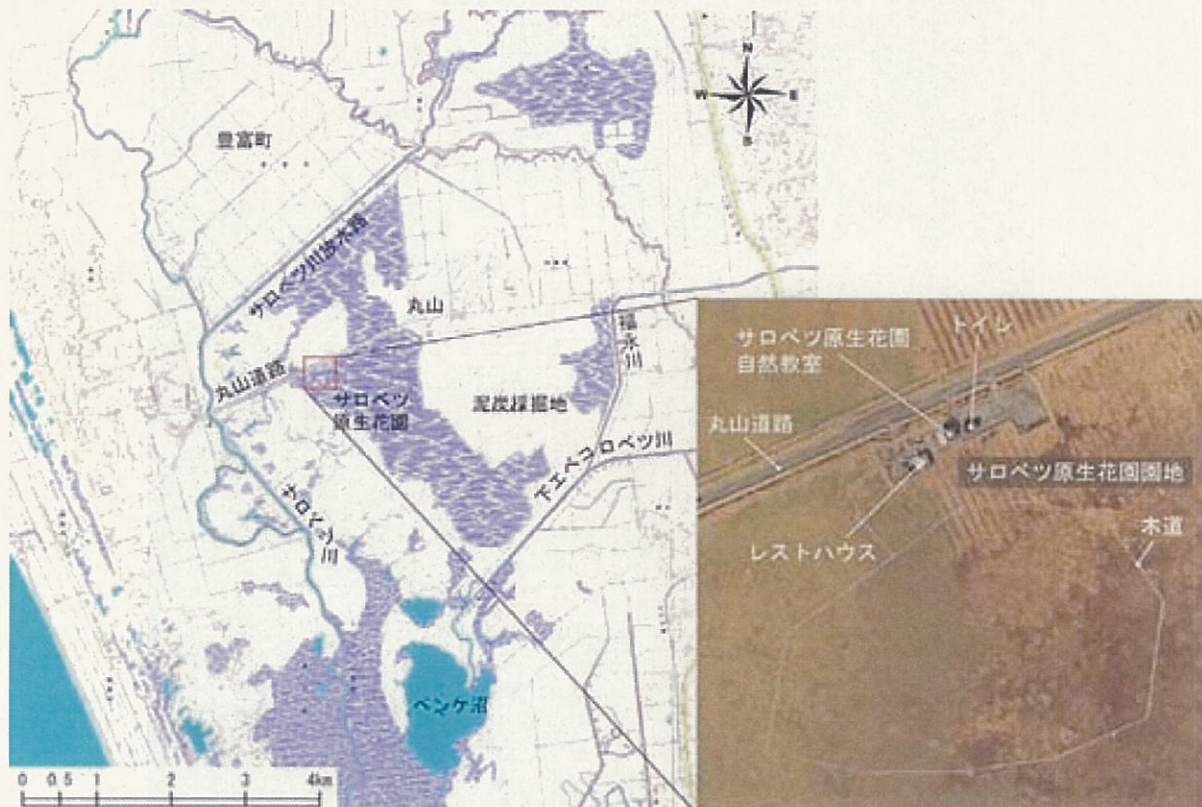 N
W
E
S
豊富町
サロベツ川放水路
丸山
福永川
丸山道路
サロベツ
原生花園
泥炭採掘地
下エベコロベツ川
サロベツ川
ペンケ沼
0 0.5 1 2 3 4km
サロベツ原生花園
自然教室
トイレ
丸山道路
サロベツ原生花園園地
レストハウス
木道